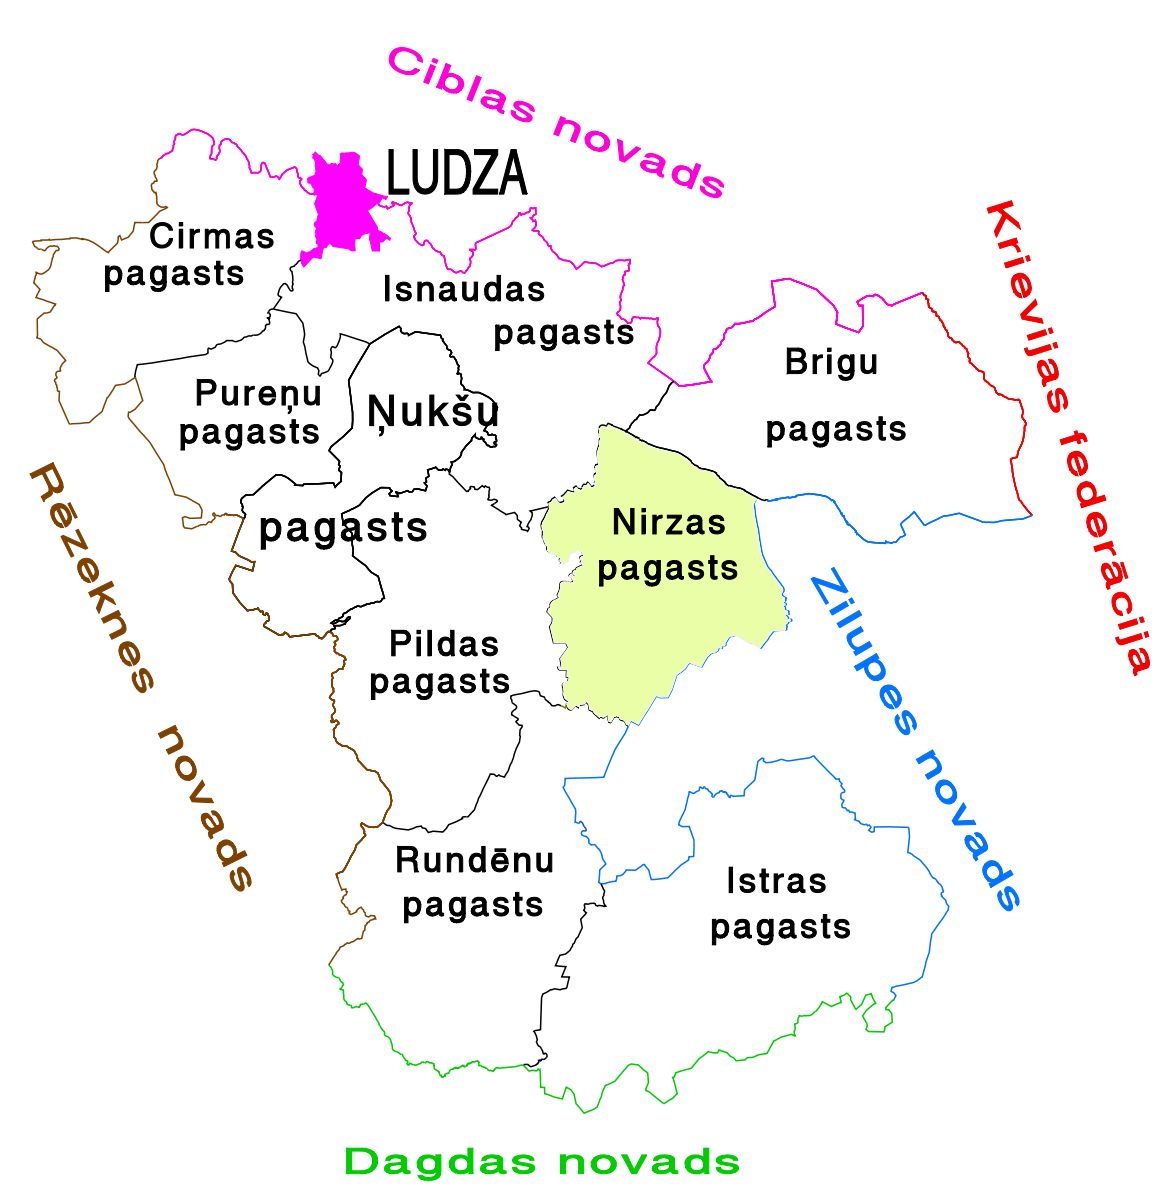 Ciblas novads
LUDZA
Krievijas federācija
Cirmas
pagasts
Isnaudas
pagasts
Brigu
pagasts
Pureņu
pagasts
Ņukšu
pagasts
Nirzas
pagasts
Rēzeknes novads
Zilupes novads
Pildas
pagasts
Rundēnu
pagasts
Istras
pagasts
Dagdas novads